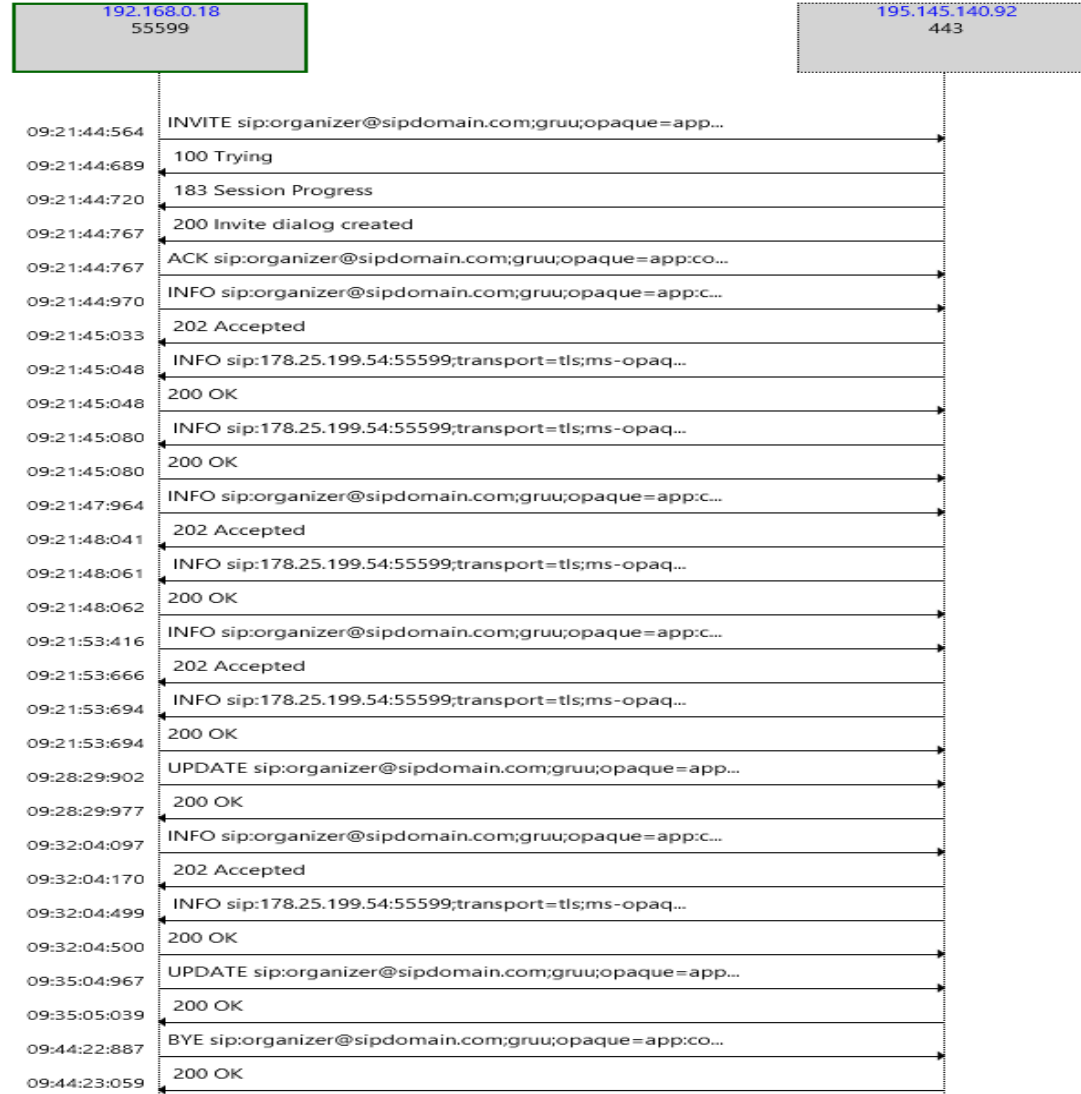 192.168.0.18
55599
195.145.140.92
443
09:21:44:564 INVITE sip:organizer@sipdomain.com;gruu;opaque=app...
09:21:44:689 100 Trying
09:21:44:720 183 Session Progress
09:21:44:767 200 Invite dialog created
09:21:44:767 ACK sip:organizer@sipdomain.com;gruu;opaque=app:co...
09:21:44:970 INFO sip:organizer@sipdomain.com;gruu;opaque=app:c...
09:21:45:033 202 Accepted
09:21:45:048 INFO sip:178.25.199.54:55599;transport=tls;ms-opaq...
09:21:45:048 200 OK
09:21:45:080 INFO sip:178.25.199.54:55599;transport=tls;ms-opaq...
09:21:45:080 200 OK
09:21:47:964 INFO sip:organizer@sipdomain.com;gruu;opaque=app:c...
09:21:48:041 202 Accepted
09:21:48:061 INFO sip:178.25.199.54:55599;transport=tls;ms-opaq...
09:21:48:062 200 OK
09:21:53:416 INFO sip:organizer@sipdomain.com;gruu;opaque=app:c...
09:21:53:666 202 Accepted
09:21:53:694 INFO sip:178.25.199.54:55599;transport=tls;ms-opaq...
09:21:53:694 200 OK
09:28:29:902 UPDATE sip:organizer@sipdomain.com;gruu;opaque=app...
09:28:29:977 200 OK
09:32:04:097 INFO sip:organizer@sipdomain.com;gruu;opaque=app:c...
09:32:04:170 202 Accepted
09:32:04:499 INFO sip:178.25.199.54:55599;transport=tls;ms-opaq...
09:32:04:500 200 OK
09:35:04:967 UPDATE sip:organizer@sipdomain.com;gruu;opaque=app...
09:35:05:039 200 OK
09:44:22:887 BYE sip:organizer@sipdomain.com;gruu;opaque=app:co...
09:44:23:059 200 OK